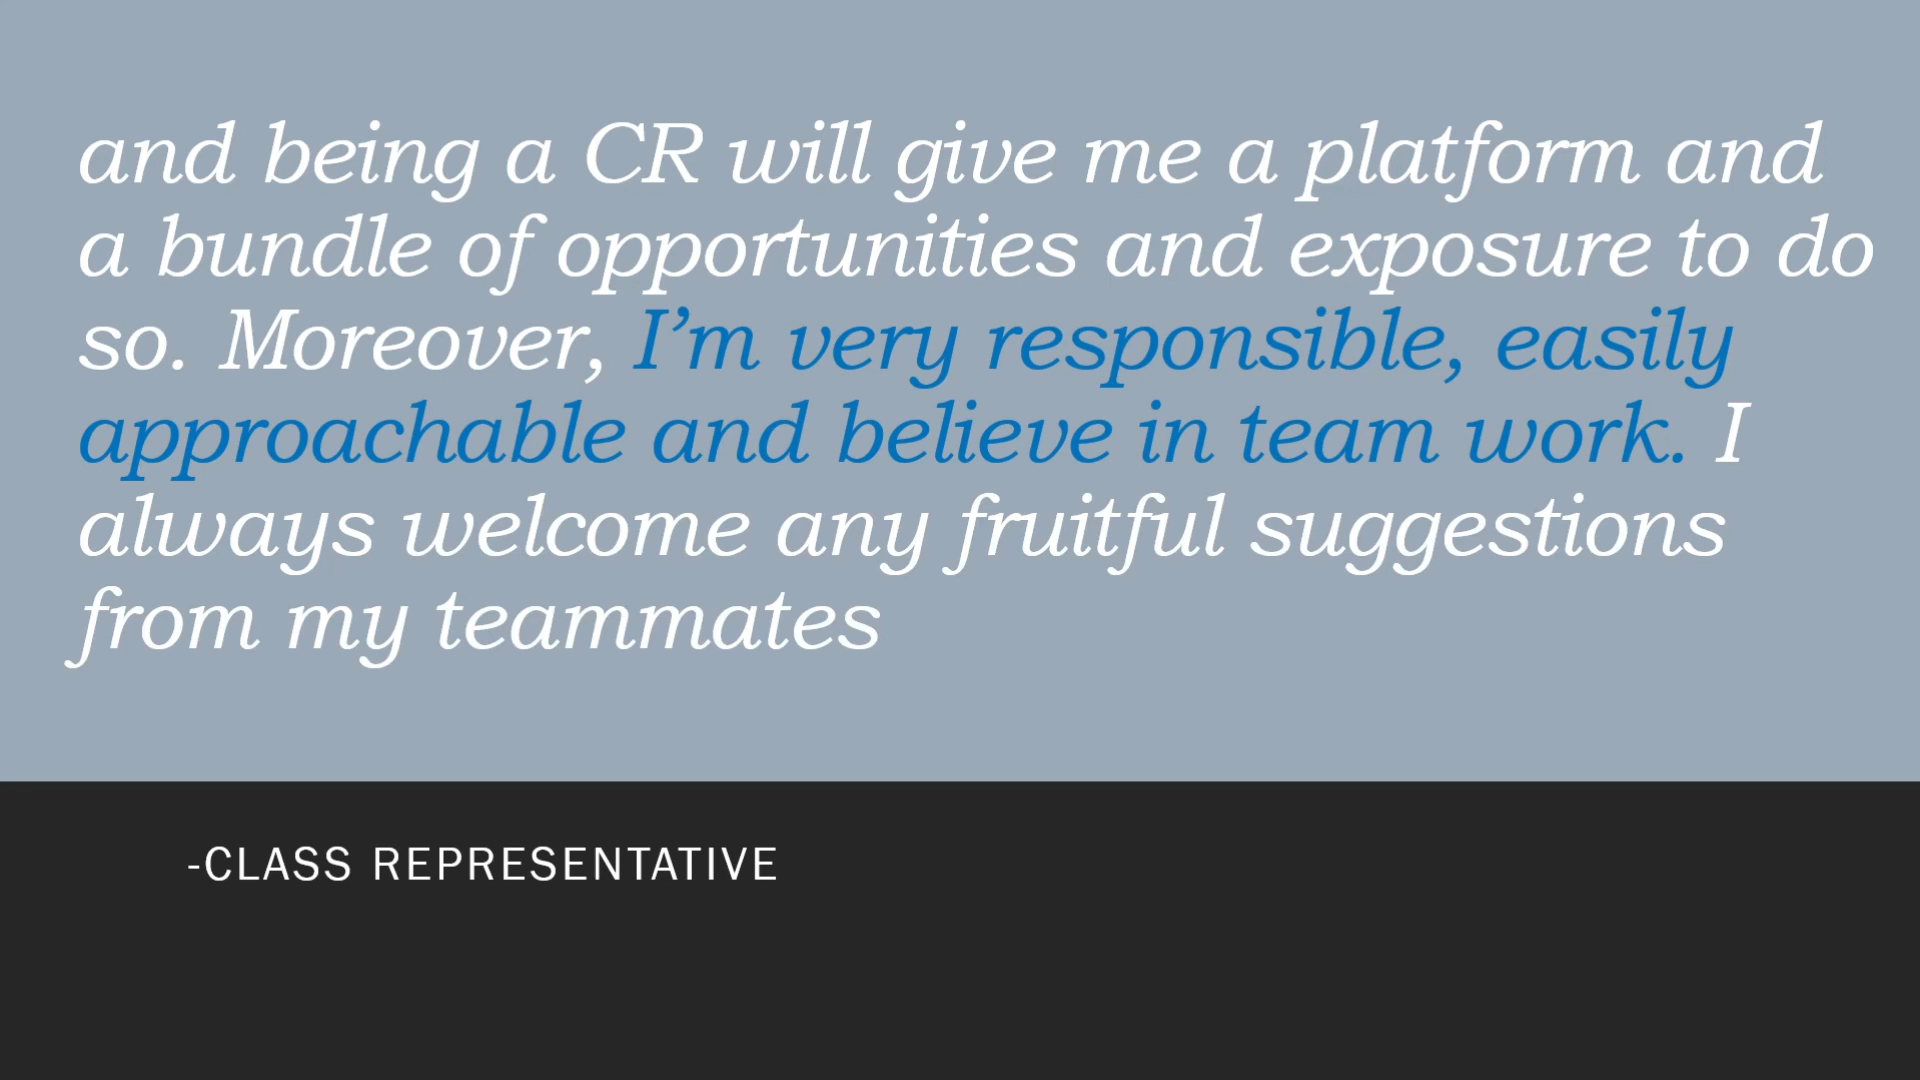 and being a CR will give me a platform and
a bundle of opportunities and exposure to do
so. Moreover, I’m very responsible, easily
approachable and believe in team work. I
always welcome any fruitful suggestions
from my teammates
-CLASS REPRESENTATIVE